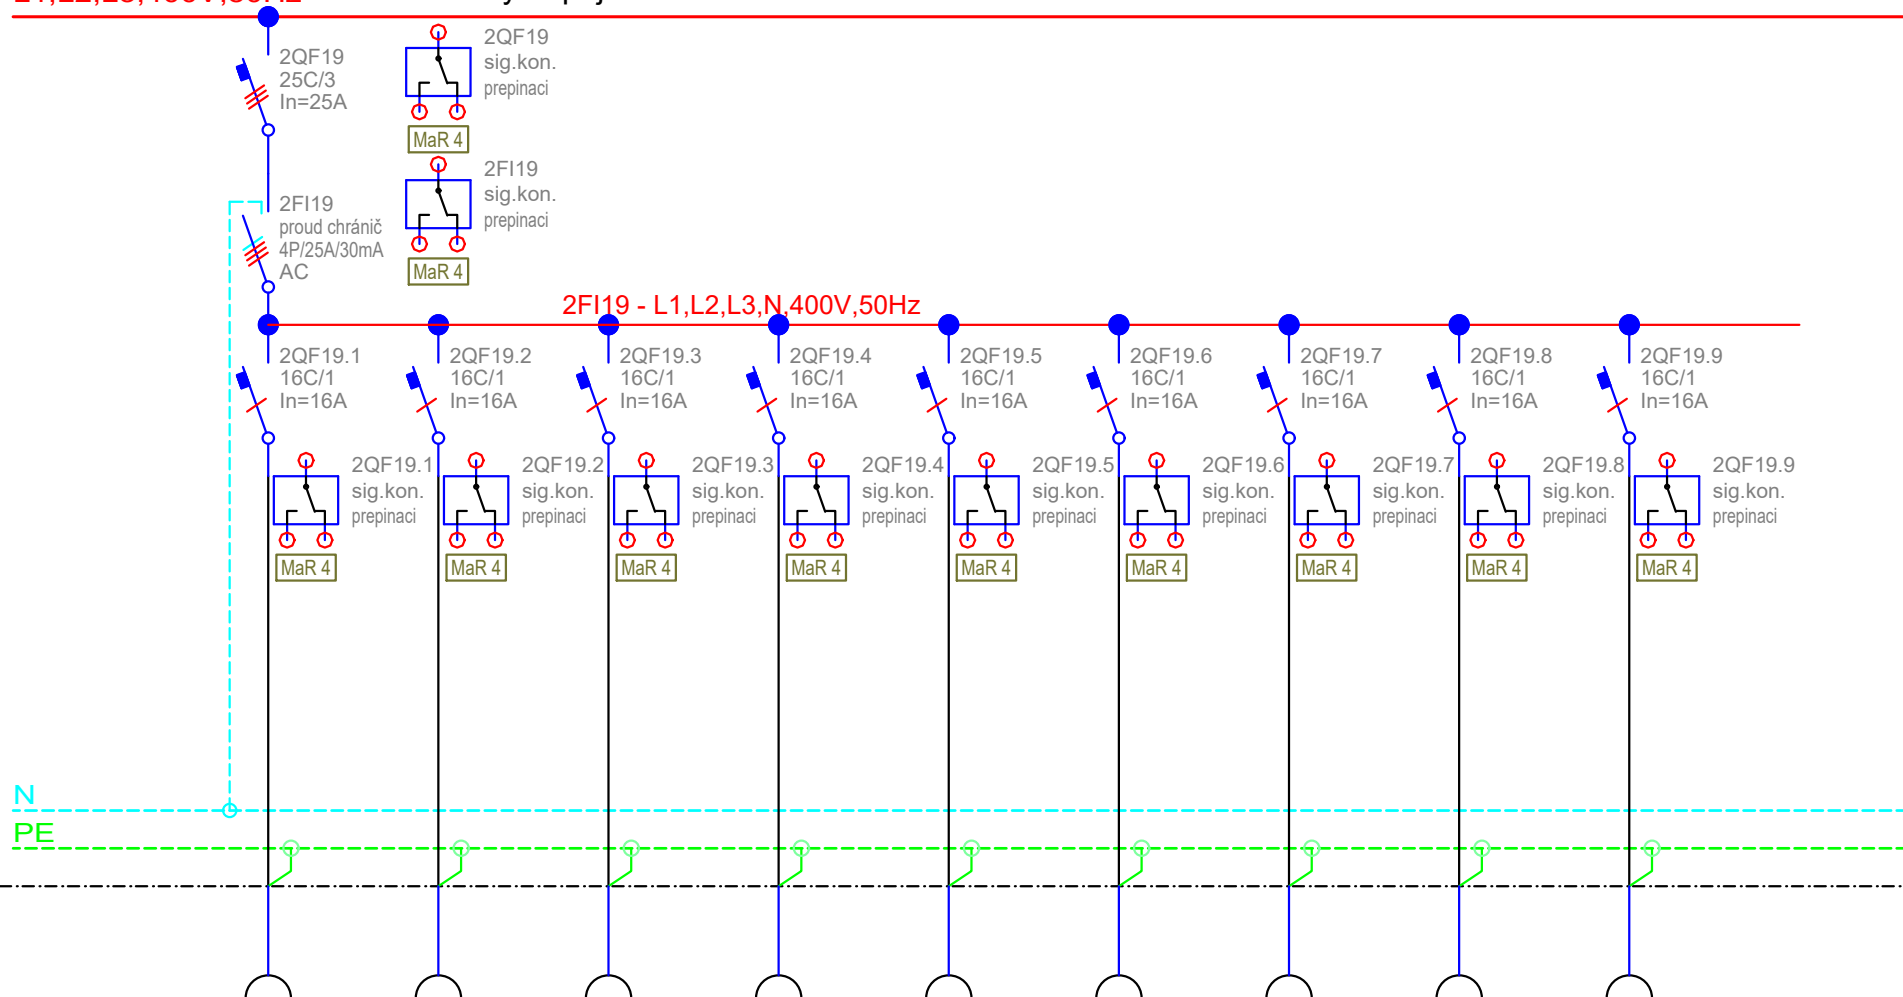 2QF19
25C/3
In=25A
2QF19
sig.kon.
prepinaci
MaR 4
2FI19
proud chránič
4P/25A/30mA
AC
2FI19
sig.kon.
prepinaci
MaR 4
2FI19 - L1,L2,L3,N,400V,50Hz
2QF19.1
16C/1
In=16A
2QF19.2
16C/1
In=16A
2QF19.3
16C/1
In=16A
2QF19.4
16C/1
In=16A
2QF19.5
16C/1
In=16A
2QF19.6
16C/1
In=16A
2QF19.7
16C/1
In=16A
2QF19.8
16C/1
In=16A
2QF19.9
16C/1
In=16A
2QF19.1
sig.kon.
prepinaci
MaR 4
2QF19.2
sig.kon.
prepinaci
MaR 4
2QF19.3
sig.kon.
prepinaci
MaR 4
2QF19.4
sig.kon.
prepinaci
MaR 4
2QF19.5
sig.kon.
prepinaci
MaR 4
2QF19.6
sig.kon.
prepinaci
MaR 4
2QF19.7
sig.kon.
prepinaci
MaR 4
2QF19.8
sig.kon.
prepinaci
MaR 4
2QF19.9
sig.kon.
prepinaci
MaR 4
N
PE